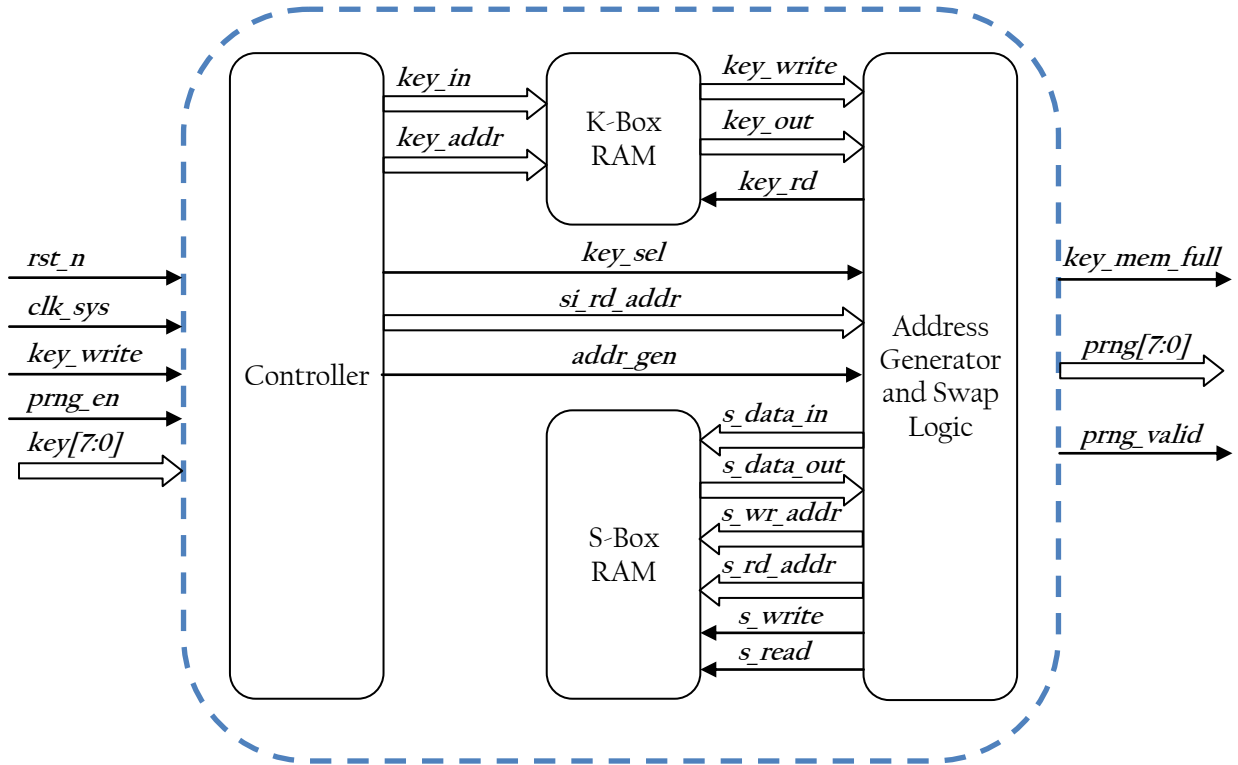 rst_n
clk_sys
key_write
prng_en
key[7:0]
Controller
key_in
key_addr
K-Box
RAM
key_write
key_out
key_rd
key_sel
si_rd_addr
addr_gen
S-Box
RAM
s_data_in
s_data_out
s_wr_addr
s_rd_addr
s_write
s_read
Address
Generator
and Swap
Logic
key_mem_full
prng[7:0]
prng_valid